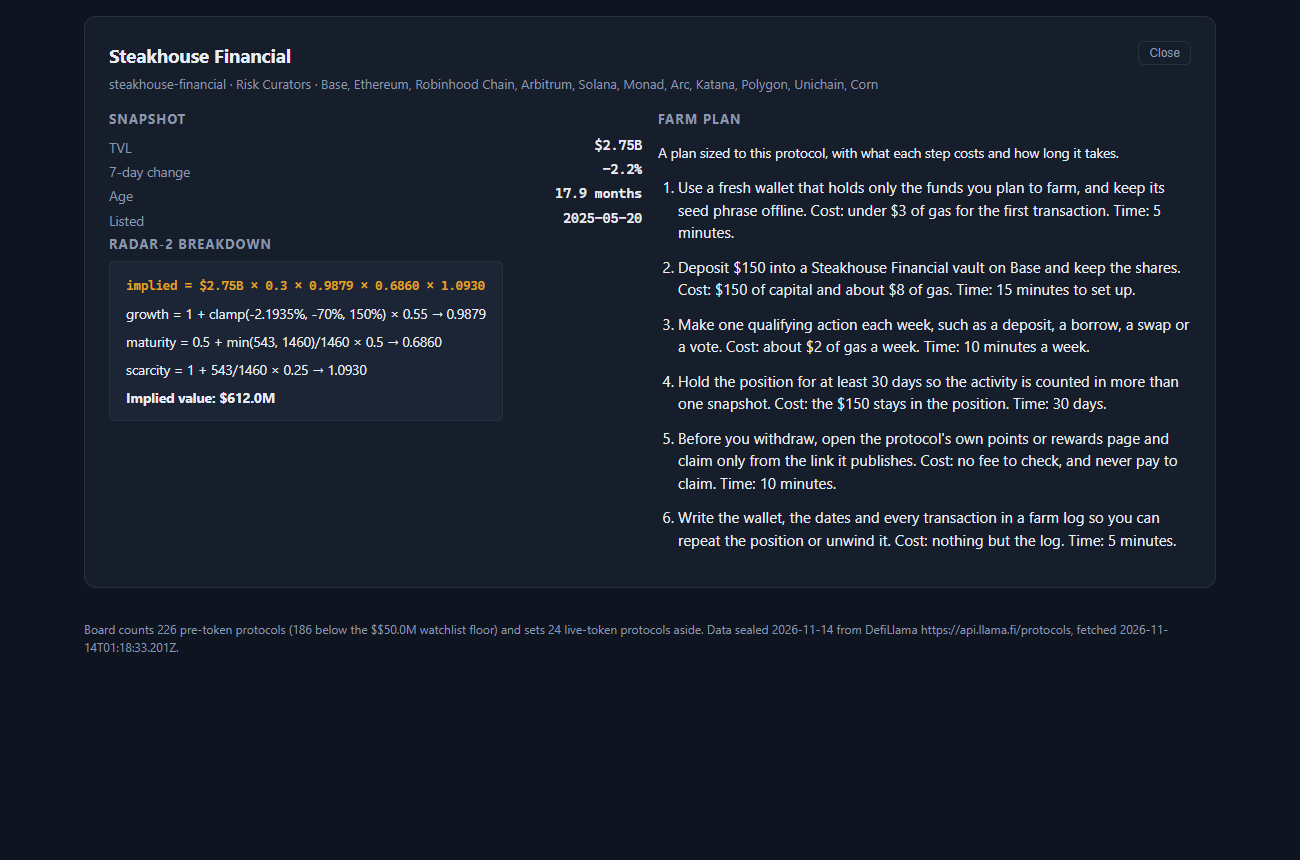 Steakhouse Financial
Close
steakhouse-financial · Risk Curators · Base, Ethereum, Robinhood Chain, Arbitrum, Solana, Monad, Arc, Katana, Polygon, Unichain, Corn
SNAPSHOT
TVL $2.75B
7-day change −2.2%
Age 17.9 months
Listed 2025-05-20
RADAR-2 BREAKDOWN
implied = $2.75B × 0.3 × 0.9879 × 0.6860 × 1.0930
growth = 1 + clamp(-2.1935%, -70%, 150%) × 0.55 → 0.9879
maturity = 0.5 + min(543, 1460)/1460 × 0.5 → 0.6860
scarcity = 1 + 543/1460 × 0.25 → 1.0930
Implied value: $612.0M
FARM PLAN
A plan sized to this protocol, with what each step costs and how long it takes.
1. Use a fresh wallet that holds only the funds you plan to farm, and keep its
seed phrase offline. Cost: under $3 of gas for the first transaction. Time: 5
minutes.
2. Deposit $150 into a Steakhouse Financial vault on Base and keep the shares.
Cost: $150 of capital and about $8 of gas. Time: 15 minutes to set up.
3. Make one qualifying action each week, such as a deposit, a borrow, a swap or
a vote. Cost: about $2 of gas a week. Time: 10 minutes a week.
4. Hold the position for at least 30 days so the activity is counted in more than
one snapshot. Cost: the $150 stays in the position. Time: 30 days.
5. Before you withdraw, open the protocol's own points or rewards page and
claim only from the link it publishes. Cost: no fee to check, and never pay to
claim. Time: 10 minutes.
6. Write the wallet, the dates and every transaction in a farm log so you can
repeat the position or unwind it. Cost: nothing but the log. Time: 5 minutes.
Board counts 226 pre-token protocols (186 below the $$50.0M watchlist floor) and sets 24 live-token protocols aside. Data sealed 2026-11-14 from DefiLlama https://api.llama.fi/protocols, fetched 2026-11-
14T01:18:33.201Z.